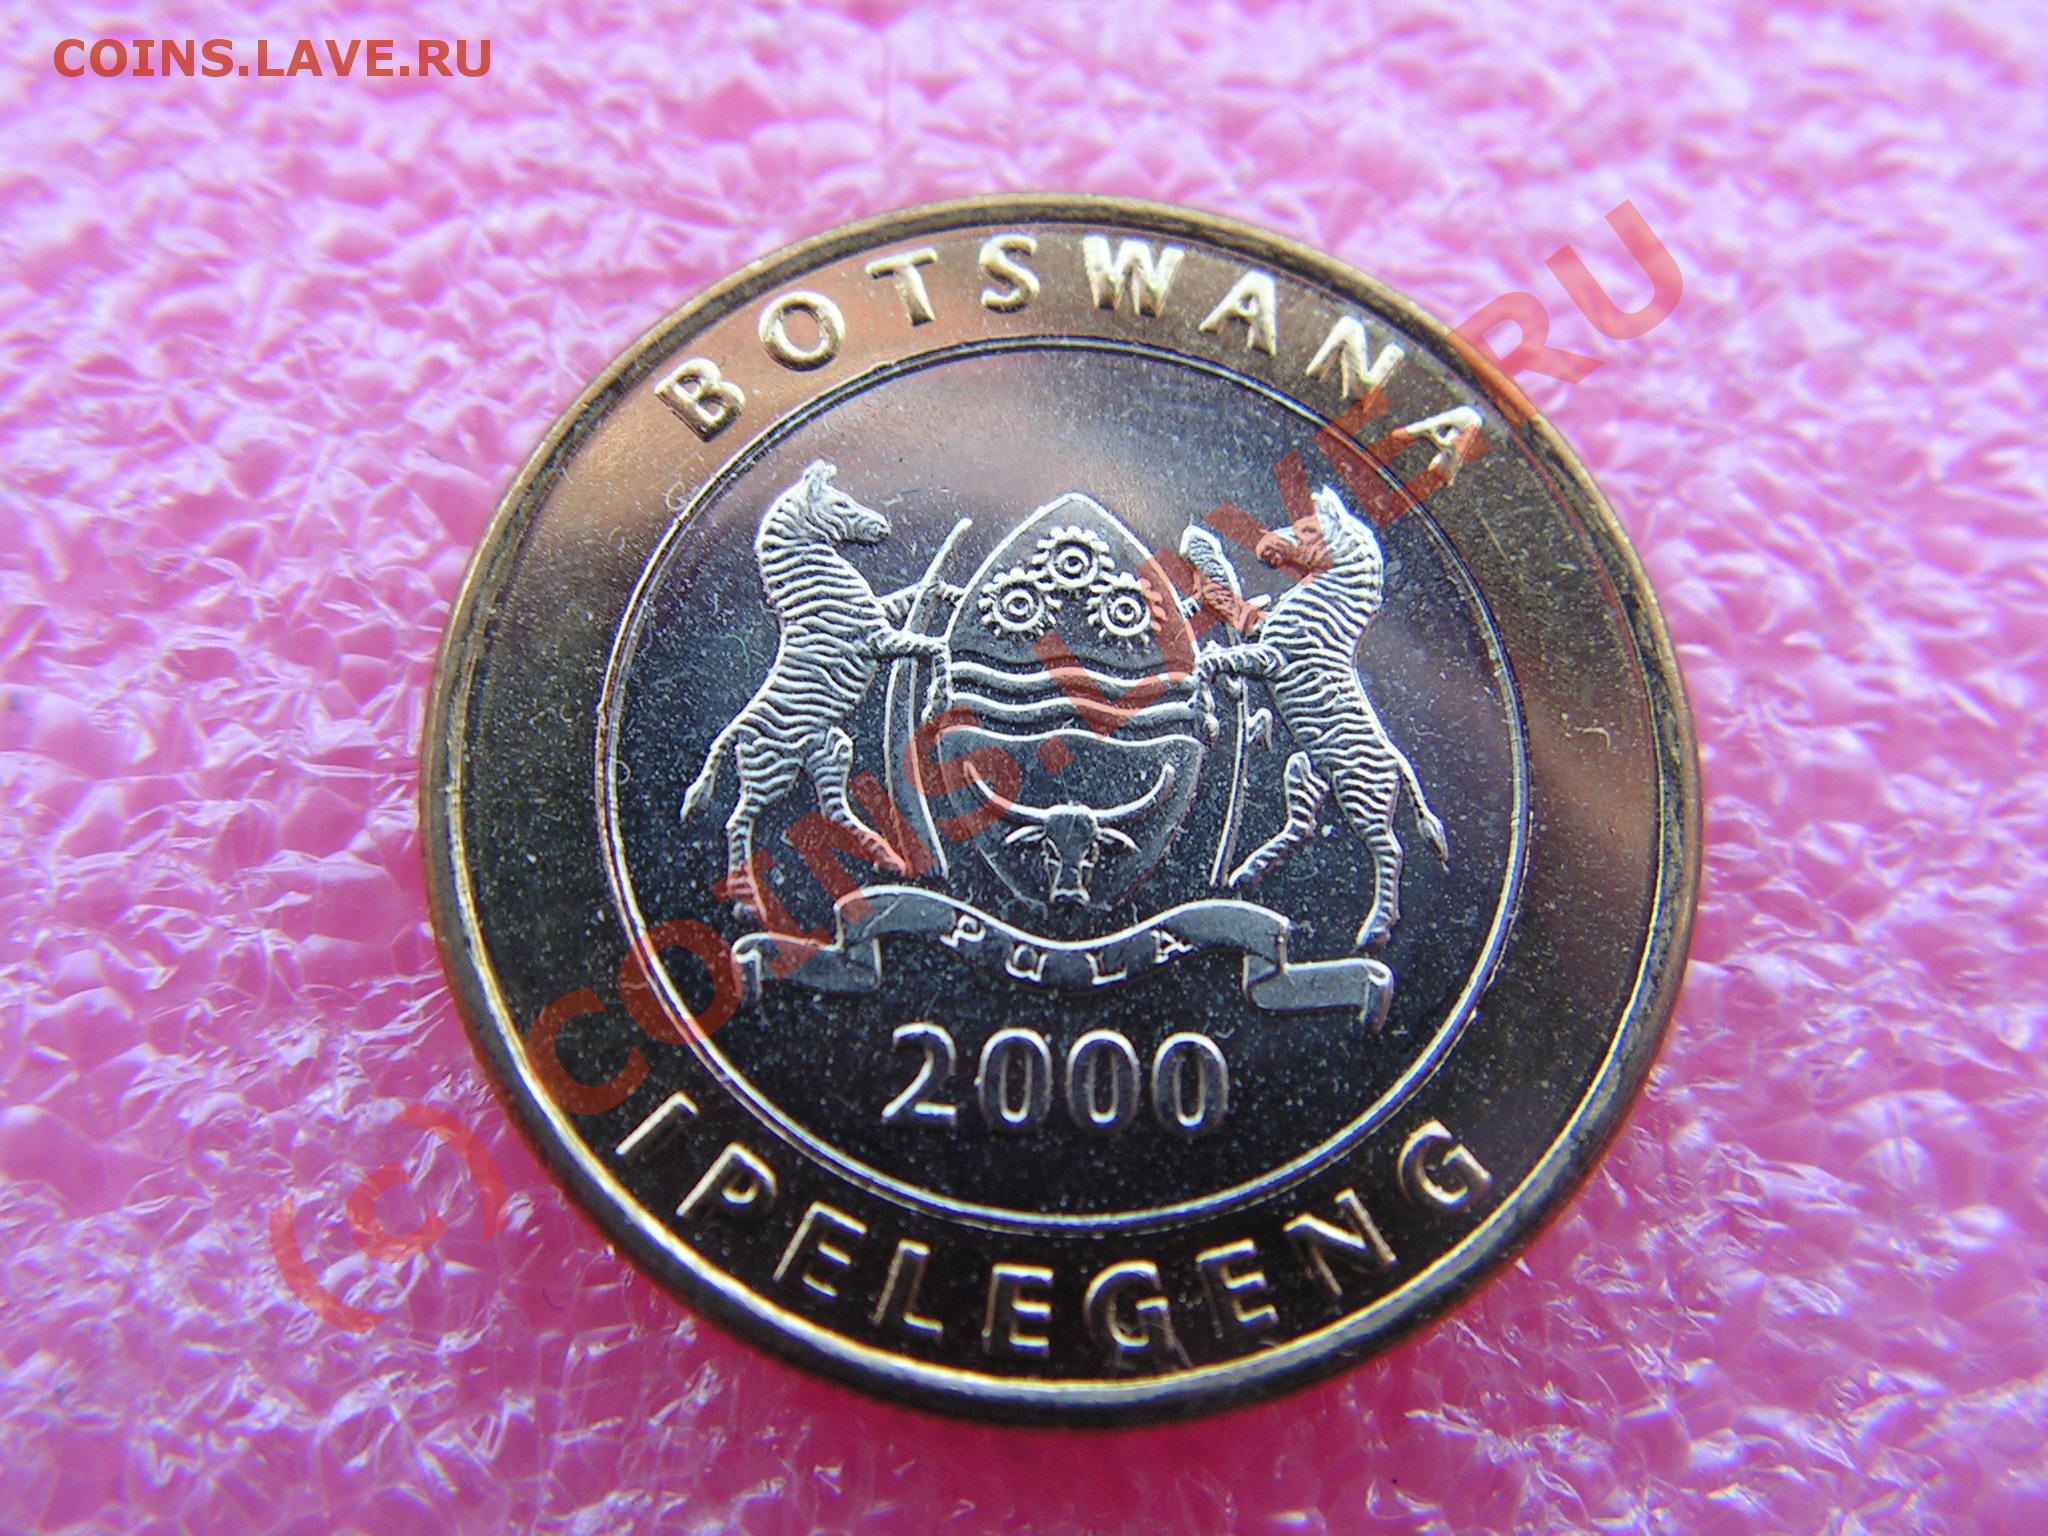 COINS.LAVE.RU
BOTSWANA
PULA
2000
IPELEGENG
(c) COINS.LAVE.RU